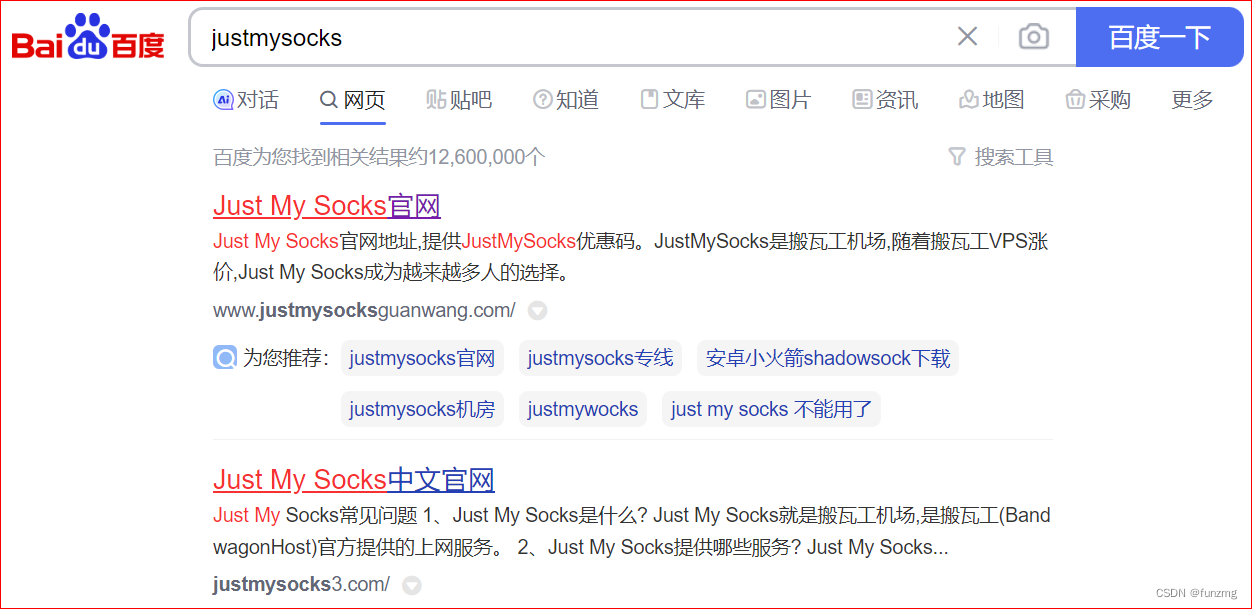 Bai du 百度 justmysocks 百度一下
Ai 对话 网页 贴 贴吧 知道 文库 图片 资讯 地图 采购 更多
百度为您找到相关结果约12,600,000个 搜索工具
Just My Socks官网
Just My Socks官网地址,提供JustMySocks优惠码。JustMySocks是搬瓦工机场,随着搬瓦工VPS涨
价,Just My Socks成为越来越多人的选择。
www.justmysocksguanwang.com/
为您推荐: justmysocks官网 justmysocks专线 安卓小火箭shadowsock下载
justmysocks机房 justmywocks just my socks 不能用了
Just My Socks中文官网
Just My Socks常见问题 1、Just My Socks是什么? Just My Socks就是搬瓦工机场,是搬瓦工(Band
wagonHost)官方提供的上网服务。 2、Just My Socks提供哪些服务? Just My Socks...
justmysocks3.com/
CSDN @funzmg